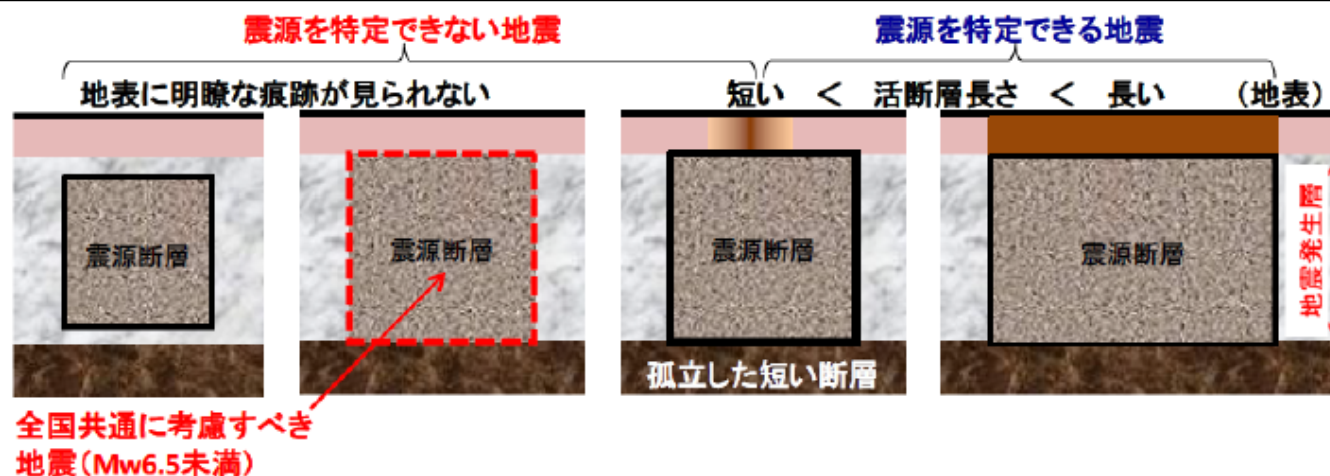 震源を特定できない地震
震源を特定できる地震
地表に明瞭な痕跡が見られない
短い ＜ 活断層長さ ＜ 長い （地表）
震源断層
震源断層
震源断層
震源断層
地震発生層
孤立した短い断層
全国共通に考慮すべき
地震（Mw6.5未満）